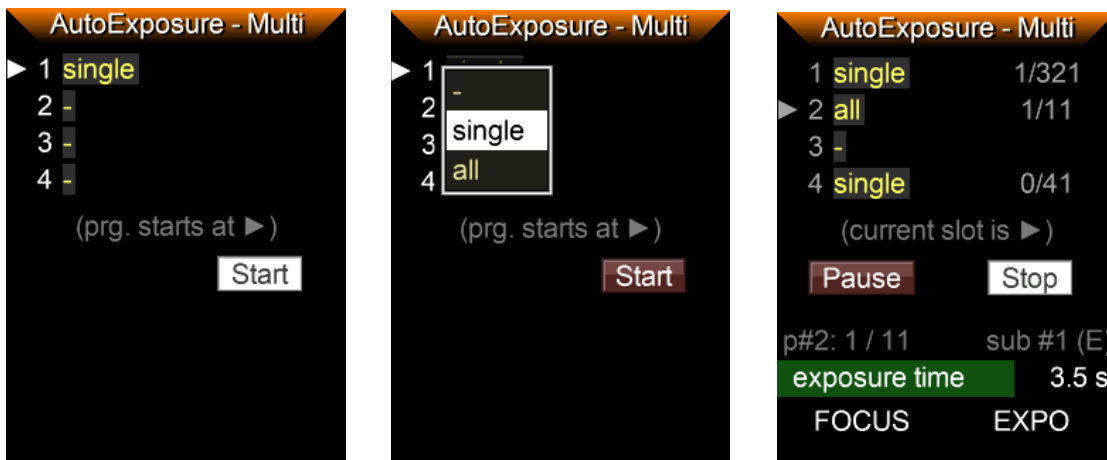 AutoExposure - Multi
► 1 single
2 -
3 -
4 -
(prg. starts at ►)
Start
AutoExposure - Multi
► 1
2
3
4
-
single
all
(prg. starts at ►)
Start
AutoExposure - Multi
1 single 1/321
► 2 all 1/11
3 -
4 single 0/41
(current slot is ►)
Pause Stop
p#2: 1 / 11 sub #1 (E)
exposure time 3.5 s
FOCUS EXPO